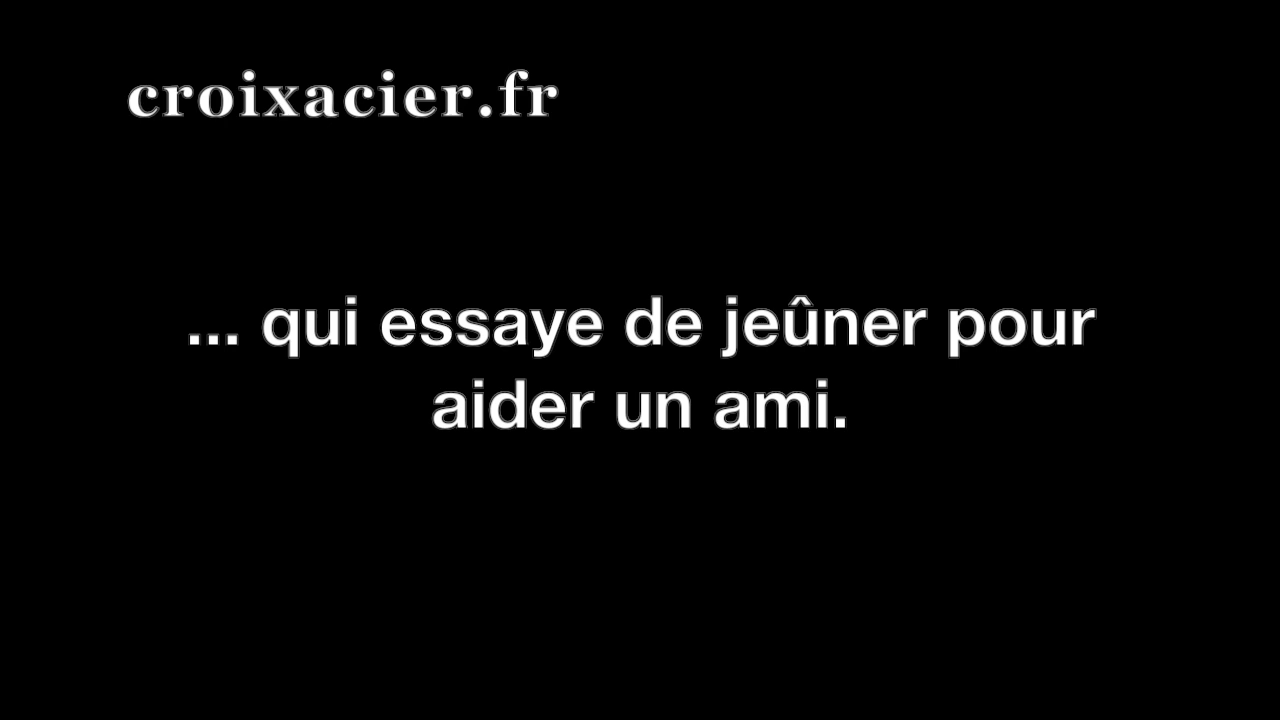 croixacier.fr
... qui essaye de jeûner pour
aider un ami.